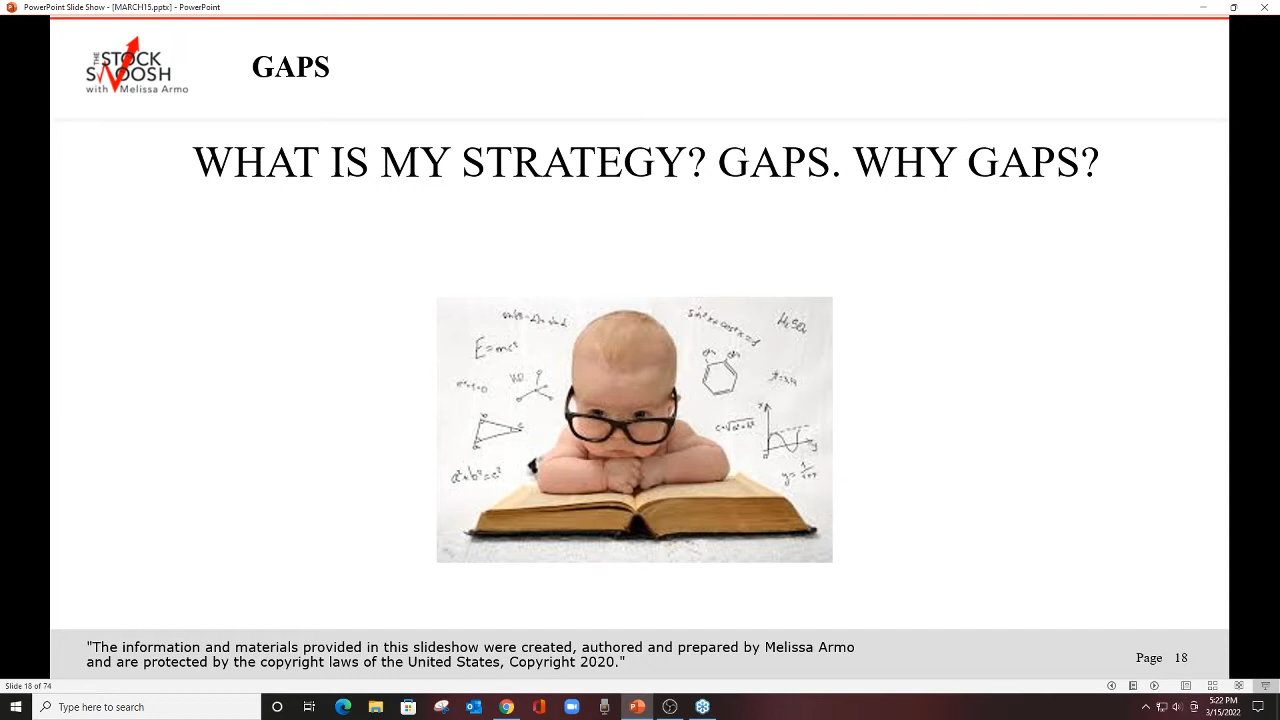 PowerPoint Slide Show - [MARCH15.pptx] - PowerPoint
THE STOCK
SWOOSH
with Melissa Armo
GAPS
WHAT IS MY STRATEGY? GAPS. WHY GAPS?
E=mc²
a²+b²=c²
"The information and materials provided in this slideshow were created, authored and prepared by Melissa Armo
and are protected by the copyright laws of the United States, Copyright 2020."
Page 18
Slide 18 of 74
Type here to search
5:22 PM
3/15/2022